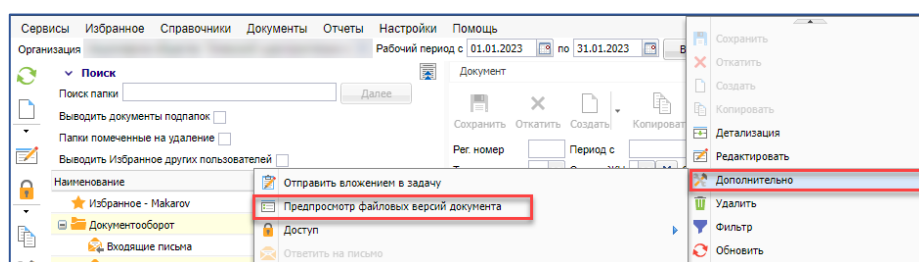 Сервисы Избранное Справочники Документы Отчеты Настройки Помощь
Организация Рабочий период с 01.01.2023 по 31.01.2023 В
Поиск Документ
Поиск папки Далее
Выводить документы подпапок
Папки помеченные на удаление
Выводить Избранное других пользователей
Сохранить Откатить Создать Копироват
Рег. номер Период с
Наименование
Избранное - Makarov
Документооборот
Входящие письма
Отправить вложением в задачу
Предпросмотр файловых версий документа
Доступ
Ответить на письмо
Сохранить
Откатить
Создать
Копировать
Детализация
Редактировать
Дополнительно
Удалить
Фильтр
Обновить